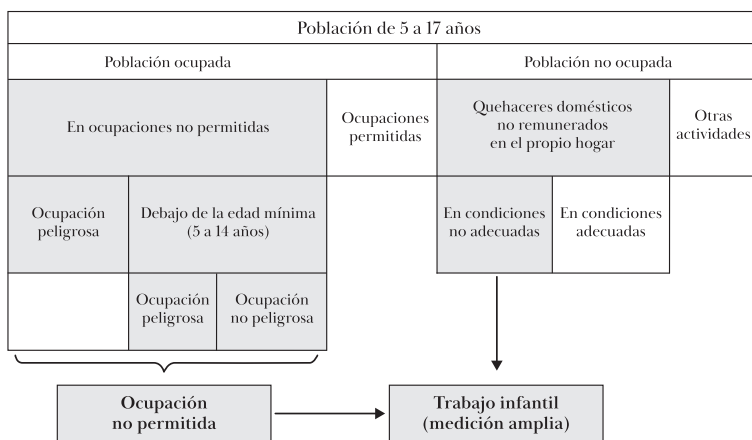 Población de 5 a 17 años
Población ocupada
Población no ocupada
En ocupaciones no permitidas
Ocupaciones
permitidas
Quehaceres domésticos
no remunerados
en el propio hogar
Otras
actividades
Ocupación
peligrosa
Debajo de la edad mínima
(5 a 14 años)
En condiciones
no adecuadas
En condiciones
adecuadas
Ocupación
peligrosa
Ocupación
no peligrosa
Ocupación
no permitida
Trabajo infantil
(medición amplia)